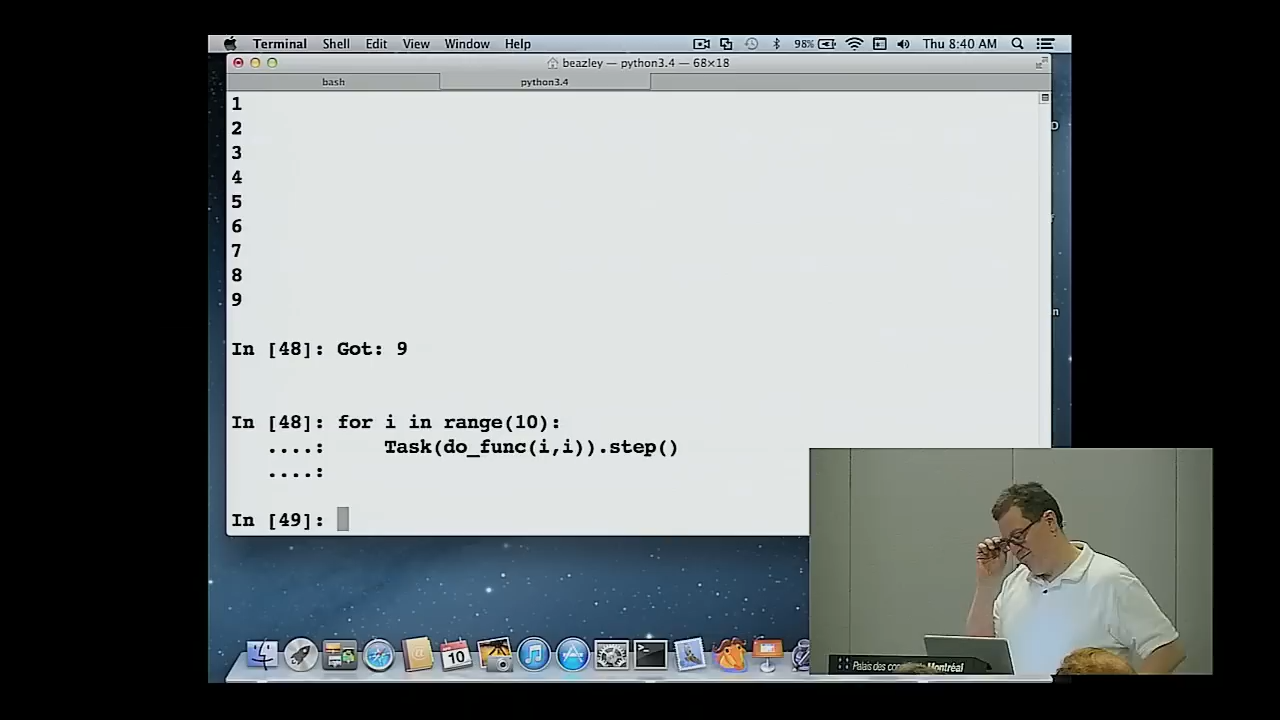 Terminal Shell Edit View Window Help 98% Thu 8:40 AM
beazley — python3.4 — 68×18
bash python3.4
1
2
3
4
5
6
7
8
9
In [48]: Got: 9
In [48]: for i in range(10):
....: Task(do_func(i,i)).step()
....:
In [49]:
10
Palais des Montréal